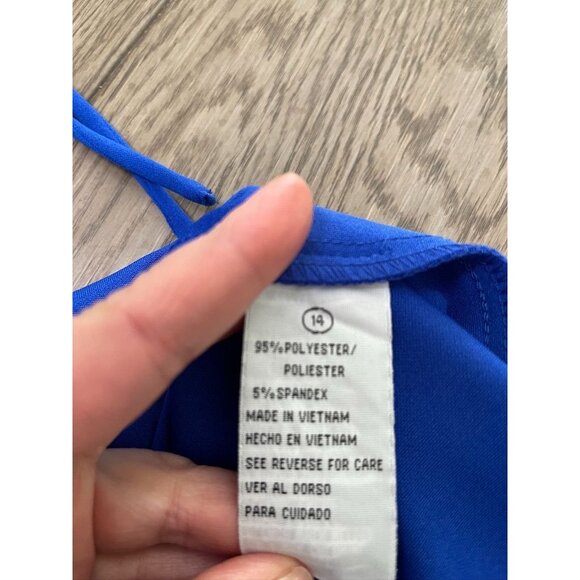 14
95% POLYESTER/
POLIESTER
5% SPANDEX
MADE IN VIETNAM
HECHO EN VIETNAM
SEE REVERSE FOR CARE
VER AL DORSO
PARA CUIDADO